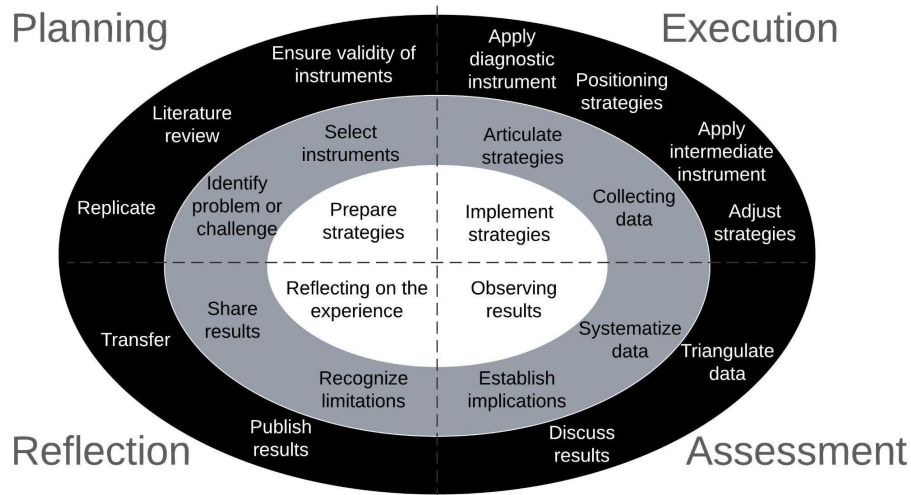 Planning
Execution
Ensure validity of
instruments
Apply
diagnostic
instrument
Positioning
strategies
Literature
review
Select
instruments
Articulate
strategies
Apply
intermediate
instrument
Identify
problem or
challenge
Collecting
data
Replicate
Prepare
strategies
Implement
strategies
Adjust
strategies
Reflecting on the
experience
Observing
results
Share
results
Systematize
data
Transfer
Triangulate
data
Recognize
limitations
Establish
implications
Publish
results
Discuss
results
Reflection
Assessment